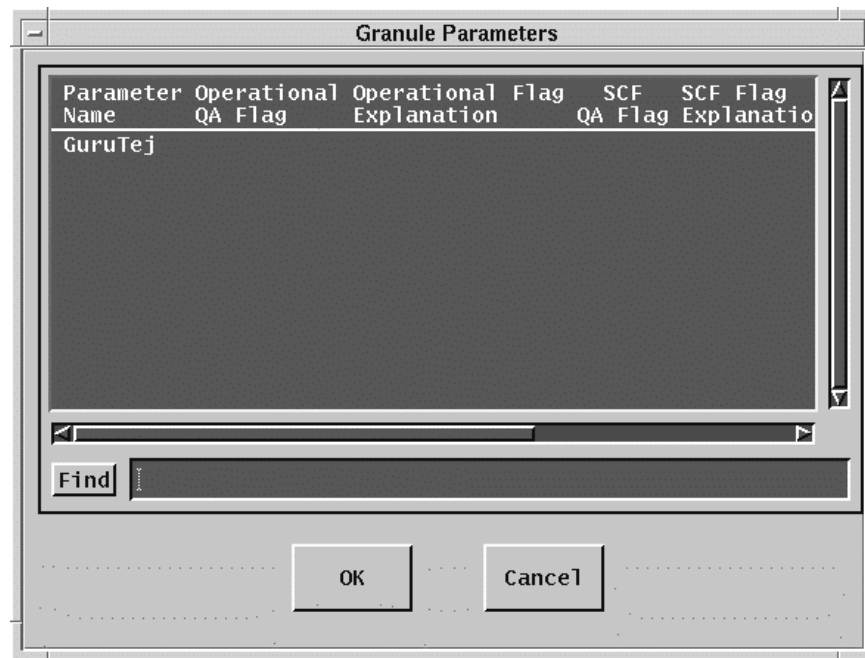 Granule Parameters
Parameter Operational Operational Flag SCF SCF Flag
Name QA Flag Explanation QA Flag Explanatio
GuruTej
Find
OK Cancel